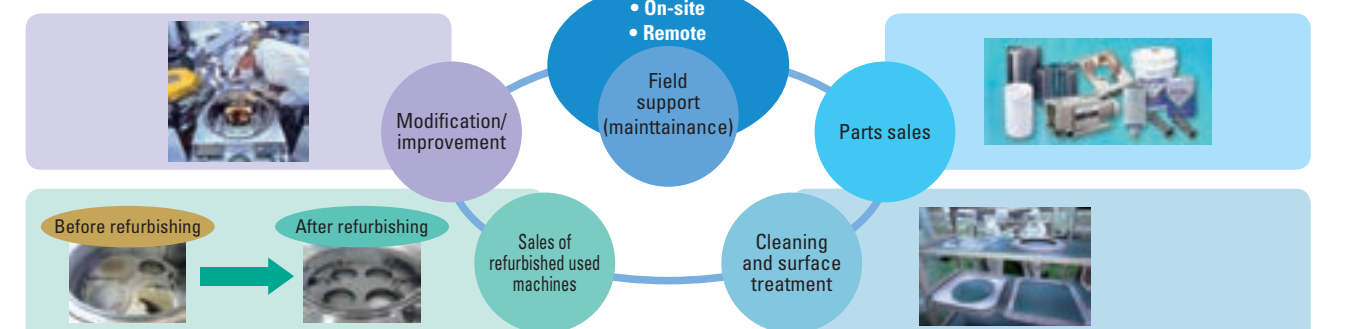 • On-site
• Remote
Field
support
(mainttainance)
Modification/
improvement
Parts sales
Before refurbishing
After refurbishing
Sales of
refurbished used
machines
Cleaning
and surface
treatment